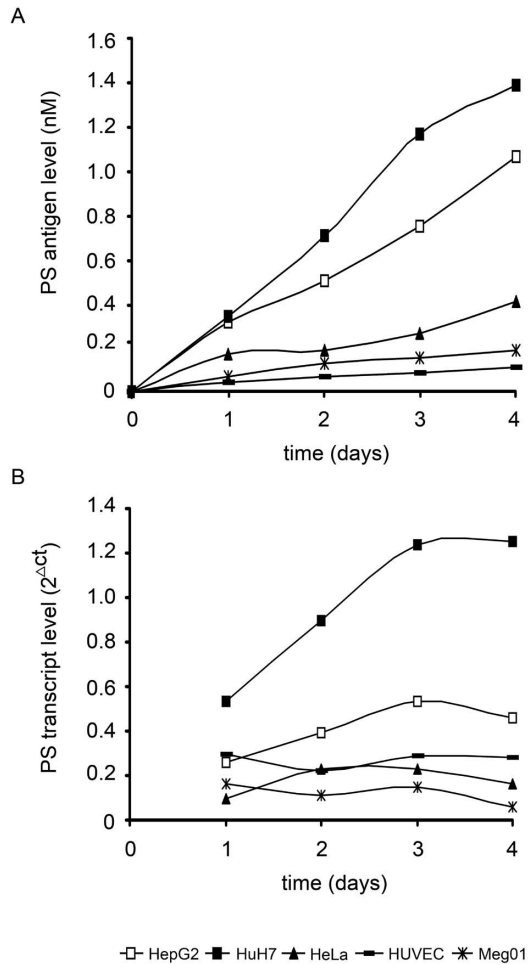 A
1.6
1.4
1.2
1.0
0.8
0.6
0.4
0.2
0
PS antigen level (nM)
0 1 2 3 4
time (days)
B
1.4
1.2
1.0
0.8
0.6
0.4
0.2
0
PS transcript level (2^△ct)
0 1 2 3 4
time (days)
HepG2 HuH7 HeLa HUVEC Meg01